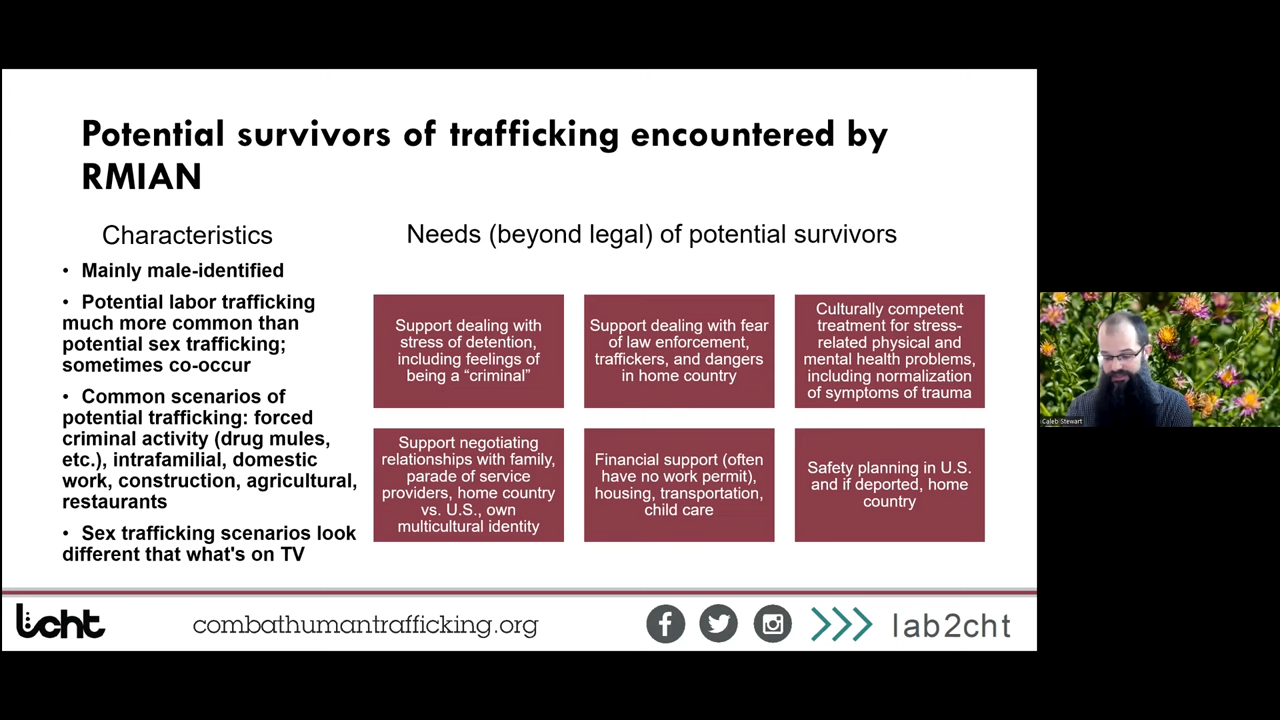 Potential survivors of trafficking encountered by
RMIAN
Characteristics
• Mainly male-identified
• Potential labor trafficking
much more common than
potential sex trafficking;
sometimes co-occur
• Common scenarios of
potential trafficking: forced
criminal activity (drug mules,
etc.), intrafamilial, domestic
work, construction, agricultural,
restaurants
• Sex trafficking scenarios look
different that what's on TV
Needs (beyond legal) of potential survivors
Support dealing with
stress of detention,
including feelings of
being a “criminal”
Support dealing with fear
of law enforcement,
traffickers, and dangers
in home country
Culturally competent
treatment for stress-
related physical and
mental health problems,
including normalization
of symptoms of trauma
Support negotiating
relationships with family,
parade of service
providers, home country
vs. U.S., own
multicultural identity
Financial support (often
have no work permit),
housing, transportation,
child care
Safety planning in U.S.
and if deported, home
country
lcht
combathumantrafficking.org
lab2cht
Caleb Stewart